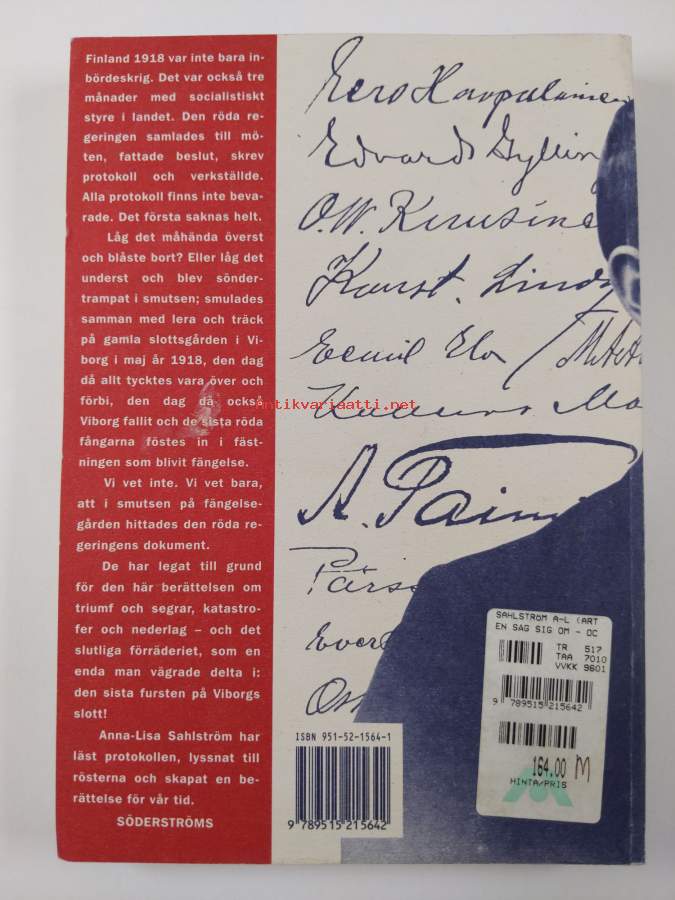 Finland 1918 var inte bara in-
bördeskrig. Det var också tre
månader med socialistiskt
styre i landet. Den röda re-
geringen samlades till mö-
ten, fattade beslut, skrev
protokoll och verkställde.
Alla protokoll finns inte beva-
rade. Det första saknas helt.
Låg det måhända överst
och blåste bort? Eller låg det
underst och blev sönder-
trampat i smutsen; smulades
samman med lera och träck
på gamla slottsgården i Vi-
borg i maj år 1918, den dag
då allt tycktes vara över och
förbi, den dag då också
Viborg fallit och de sista röda
fångarna föstes in i fäst-
ningen som blivit fängelse.
Vi vet inte. Vi vet bara,
att i smutsen på fängelse-
gården hittades den röda re-
geringens dokument.
De har legat till grund
för den här berättelsen om
triumf och segrar, katastro-
fer och nederlag – och det
slutliga förräderiet, som en
enda man vägrade delta i:
den sista fursten på Viborgs
slott!
Anna-Lisa Sahlström har
läst protokollen, lyssnat till
rösterna och skapat en be-
rättelse för vår tid.
SÖDERSTRÖMS
Antikvariaatti.net
Eero Haapalainen
Edvard Gylling
O.W. Kuusine
Kunst. Lind
Eemil Elo
A. Taimi
Pärss
Ever
ISBN 951-52-1564-1
9 789515 215642
SAHLSTRÖM A-L (ART
EN SAG SIG OM - OC
TR 517
TAA 7010
VVKK 9601
9 789515 215642
164.00 M
HINTA/PRIS